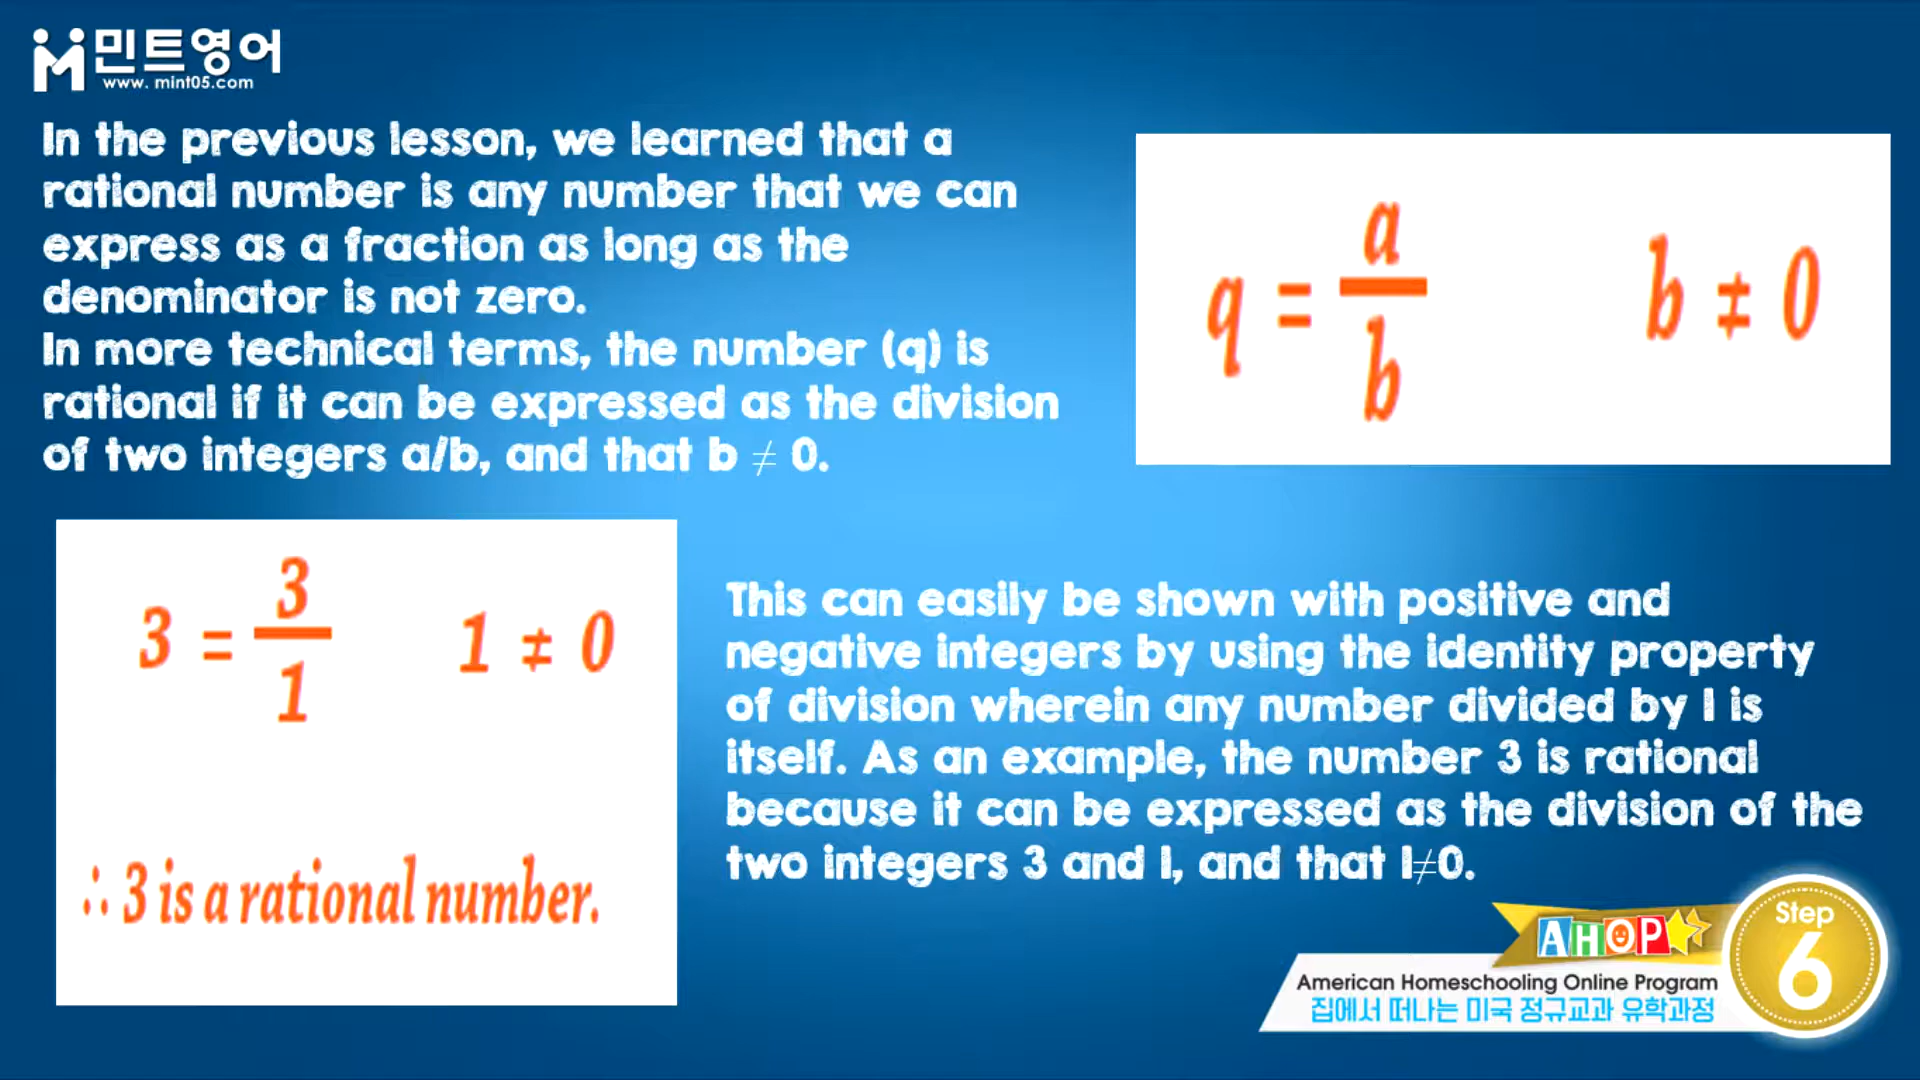 민트영어
www. mint05.com
In the previous lesson, we learned that a
rational number is any number that we can
express as a fraction as long as the
denominator is not zero.
In more technical terms, the number (q) is
rational if it can be expressed as the division
of two integers a/b, and that b ≠ 0.
q = a/b b ≠ 0
3 = 3/1 1 ≠ 0
∴ 3 is a rational number.
This can easily be shown with positive and
negative integers by using the identity property
of division wherein any number divided by 1 is
itself. As an example, the number 3 is rational
because it can be expressed as the division of the
two integers 3 and 1, and that 1≠0.
AHOP
American Homeschooling Online Program
집에서 떠나는 미국 정규교과 유학과정
Step
6